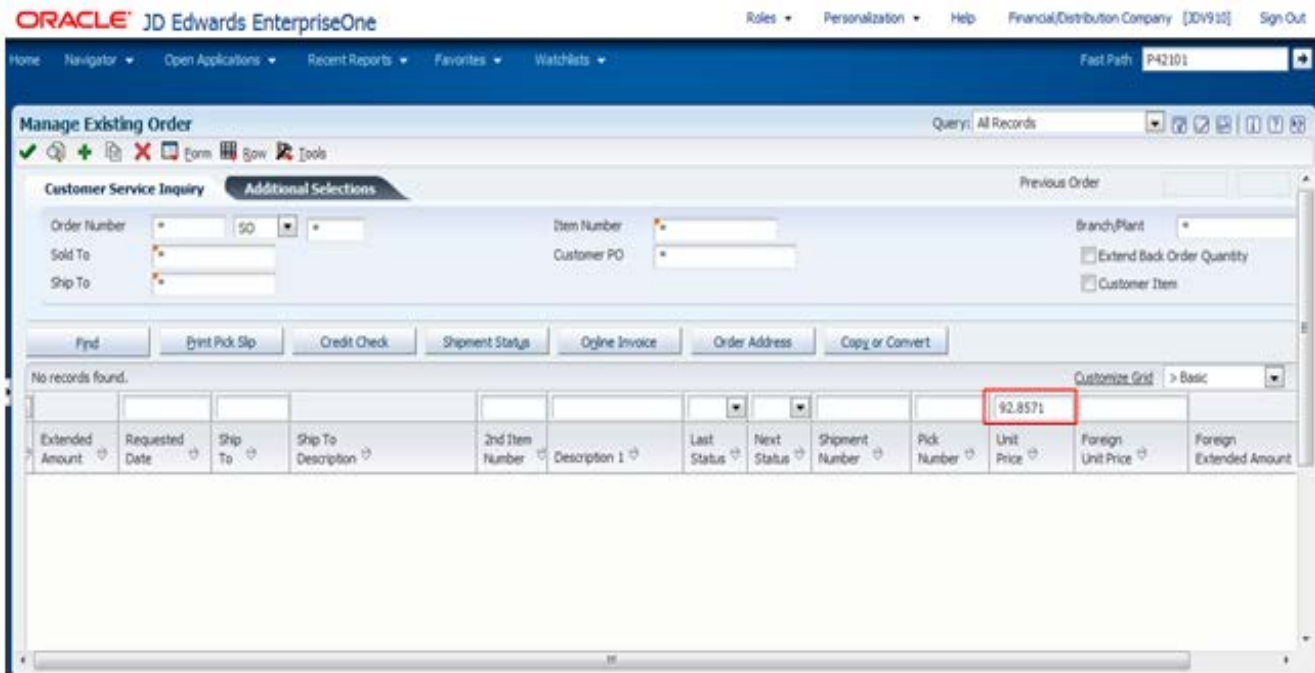 ORACLE JD Edwards EnterpriseOne Roles Personalization Help Financial/Distribution Company [JDV910] Sign Out
Home Navigator Open Applications Recent Reports Favorites Watchlists Fast Path P42101
Manage Existing Order Query: All Records
Form Row Tools
Customer Service Inquiry Additional Selections Previous Order
Order Number * SO * Item Number * Branch/Plant *
Sold To * Customer PO * Extend Back Order Quantity
Ship To * Customer Item
Find Print Pick Slip Credit Check Shipment Status Online Invoice Order Address Copy or Convert
No records found. Customize Grid > Basic
92.8571
Extended Requested Ship Ship To 2nd Item Last Next Shipment Pick Unit Foreign Foreign
Amount Date To Description Number Description 1 Status Status Number Number Price Unit Price Extended Amount